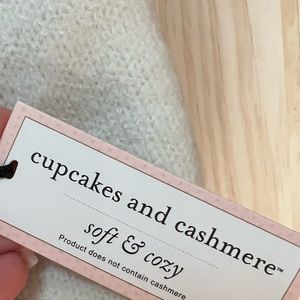 cupcakes and cashmere™
soft & cozy
Product does not contain cashmere